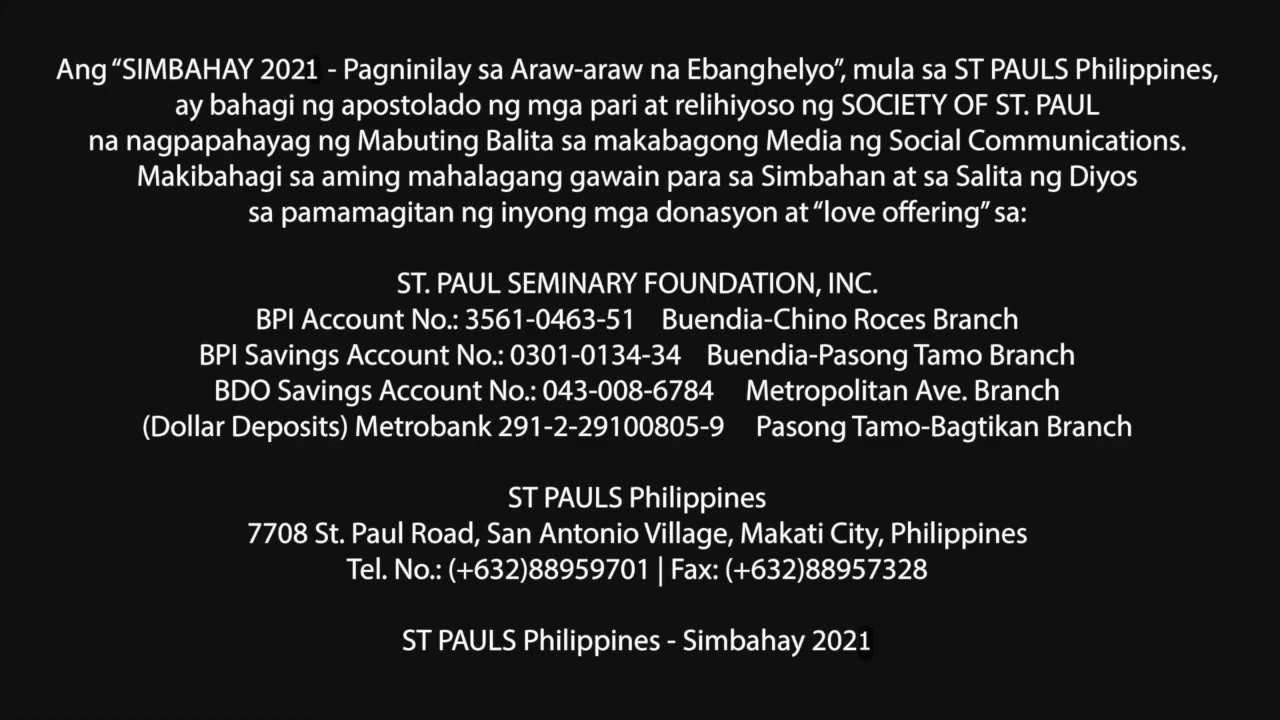 Ang “SIMBAHAY 2021 - Pagninilay sa Araw-araw na Ebanghelyo”, mula sa ST PAULS Philippines,
ay bahagi ng apostolado ng mga pari at relihiyoso ng SOCIETY OF ST. PAUL
na nagpapahayag ng Mabuting Balita sa makabagong Media ng Social Communications.
Makibahagi sa aming mahalagang gawain para sa Simbahan at sa Salita ng Diyos
sa pamamagitan ng inyong mga donasyon at “love offering” sa:
ST. PAUL SEMINARY FOUNDATION, INC.
BPI Account No.: 3561-0463-51 Buendia-Chino Roces Branch
BPI Savings Account No.: 0301-0134-34 Buendia-Pasong Tamo Branch
BDO Savings Account No.: 043-008-6784 Metropolitan Ave. Branch
(Dollar Deposits) Metrobank 291-2-29100805-9 Pasong Tamo-Bagtikan Branch
ST PAULS Philippines
7708 St. Paul Road, San Antonio Village, Makati City, Philippines
Tel. No.: (+632)88959701 | Fax: (+632)88957328
ST PAULS Philippines - Simbahay 2021